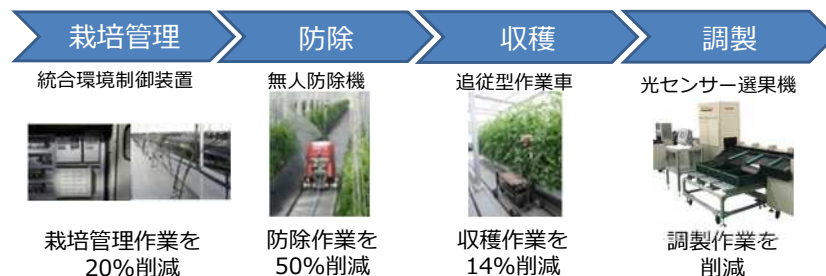 栽培管理
防除
収穫
調製
統合環境制御装置
無人防除機
追従型作業車
光センサー選果機
栽培管理作業を
20%削減
防除作業を
50%削減
収穫作業を
14%削減
調製作業を
削減